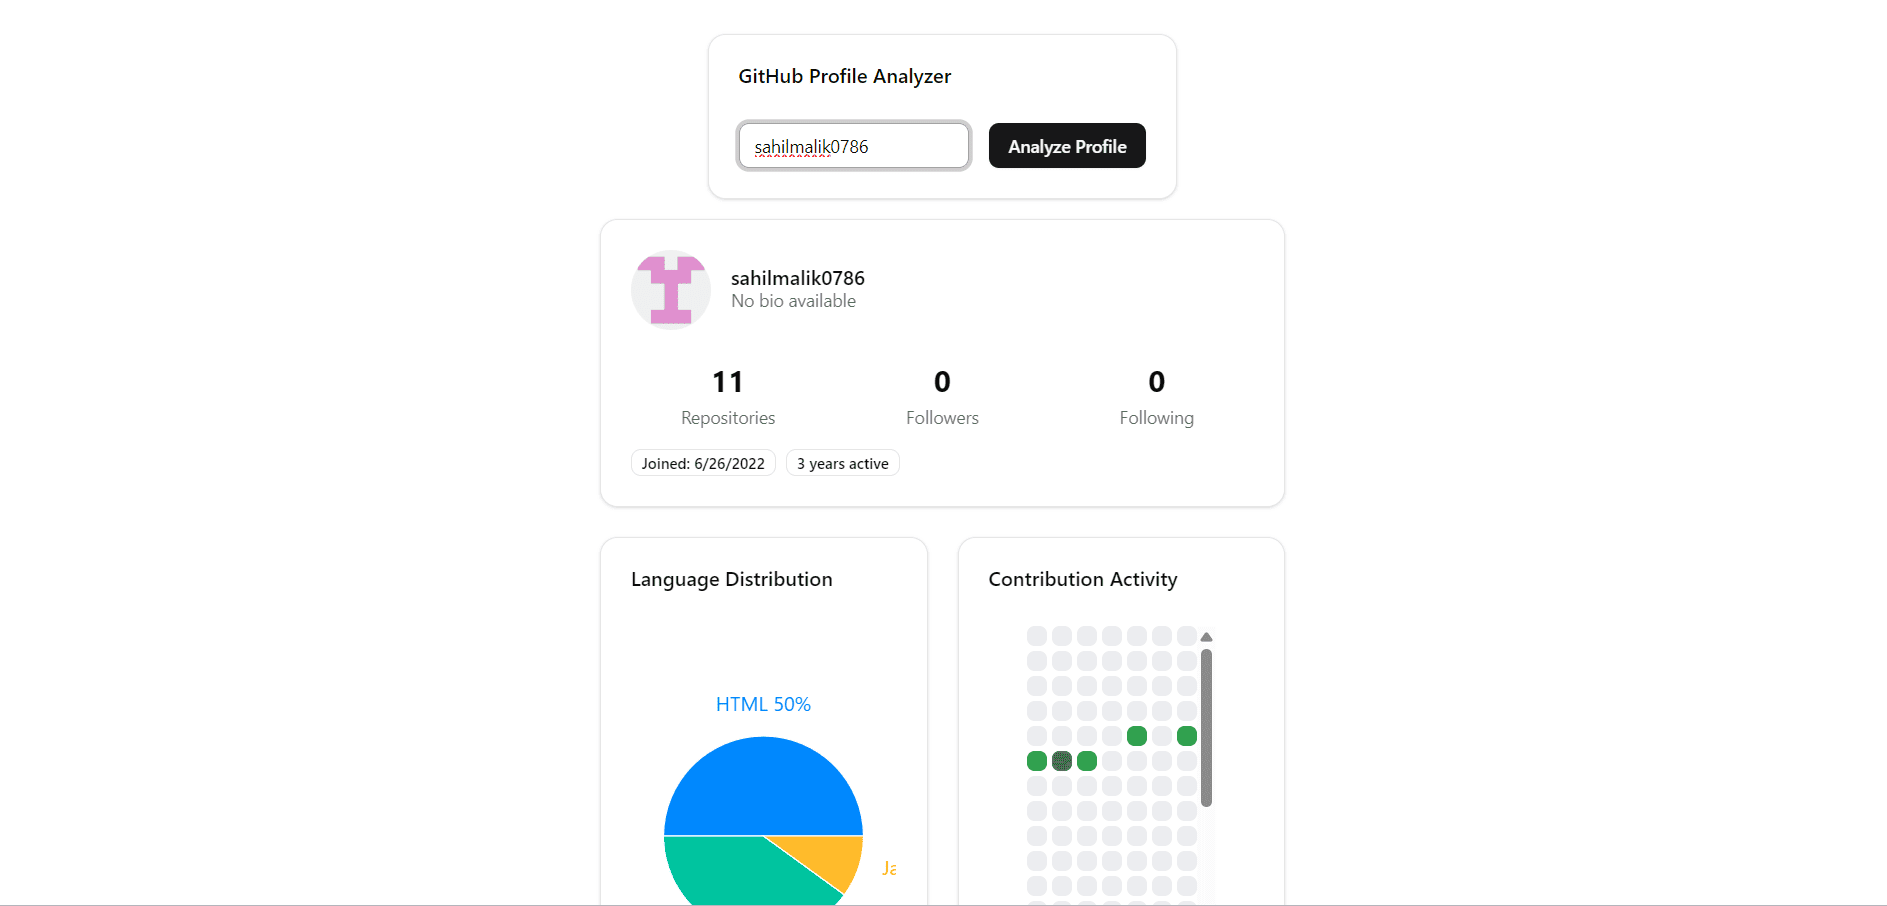 GitHub Profile Analyzer
sahilmalik0786
Analyze Profile
sahilmalik0786
No bio available
11
Repositories
0
Followers
0
Following
Joined: 6/26/2022
3 years active
Language Distribution
HTML 50%
Ja
Contribution Activity